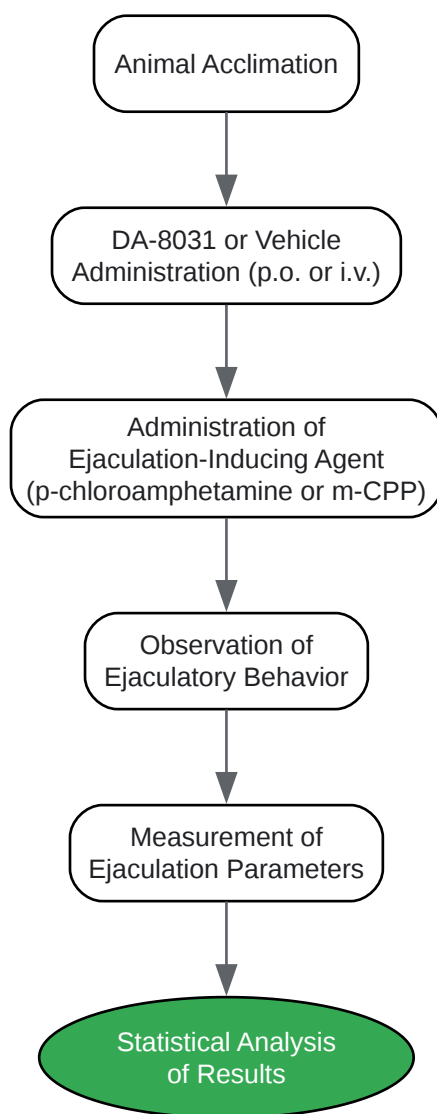 Animal Acclimation
DA-8031 or Vehicle
Administration (p.o. or i.v.)
Administration of
Ejaculation-Inducing Agent
(p-chloroamphetamine or m-CPP)
Observation of
Ejaculatory Behavior
Measurement of
Ejaculation Parameters
Statistical Analysis
of Results